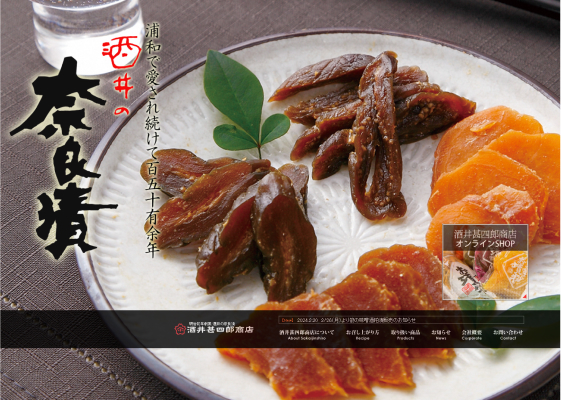 酒井の
奈良漬
浦和で愛され続けて百五十有余年
酒井甚四郎商店
オンラインSHOP
酒井甚四郎商店
酒井甚四郎商店について
About Sakaijinshiro
お召し上がり方
Recipe
取り扱い商品
Products
お知らせ
News
会社概要
Corporate
お問い合わせ
Contact